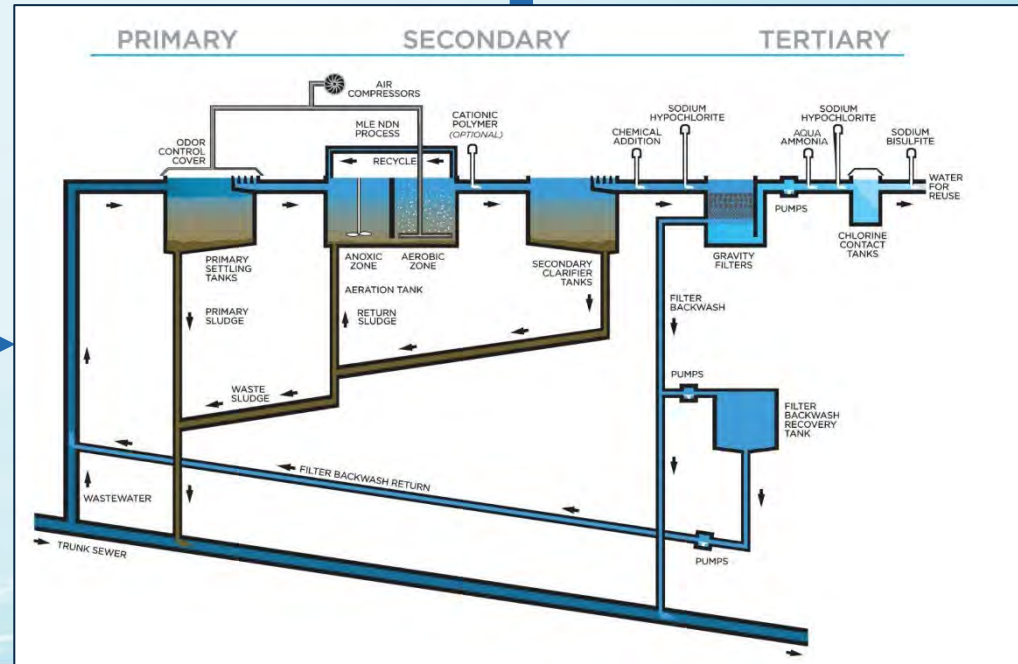 PRIMARY
SECONDARY
TERTIARY
AIR
COMPRESSORS
ODOR
CONTROL
COVER
MLE NDN
PROCESS
RECYCLE
CATIONIC
POLYMER
(OPTIONAL)
CHEMICAL
ADDITION
SODIUM
HYPOCHLORITE
AQUA
AMMONIA
SODIUM
HYPOCHLORITE
SODIUM
BISULFITE
WATER
FOR
REUSE
PUMPS
PRIMARY
SETTLING
TANKS
ANOXIC
ZONE
AEROBIC
ZONE
AERATION TANK
SECONDARY
CLARIFIER
TANKS
GRAVITY
FILTERS
CHLORINE
CONTACT
TANKS
PRIMARY
SLUDGE
RETURN
SLUDGE
FILTER
BACKWASH
WASTE
SLUDGE
PUMPS
FILTER
BACKWASH
RECOVERY
TANK
FILTER BACKWASH RETURN
WASTEWATER
TRUNK SEWER
PUMPS